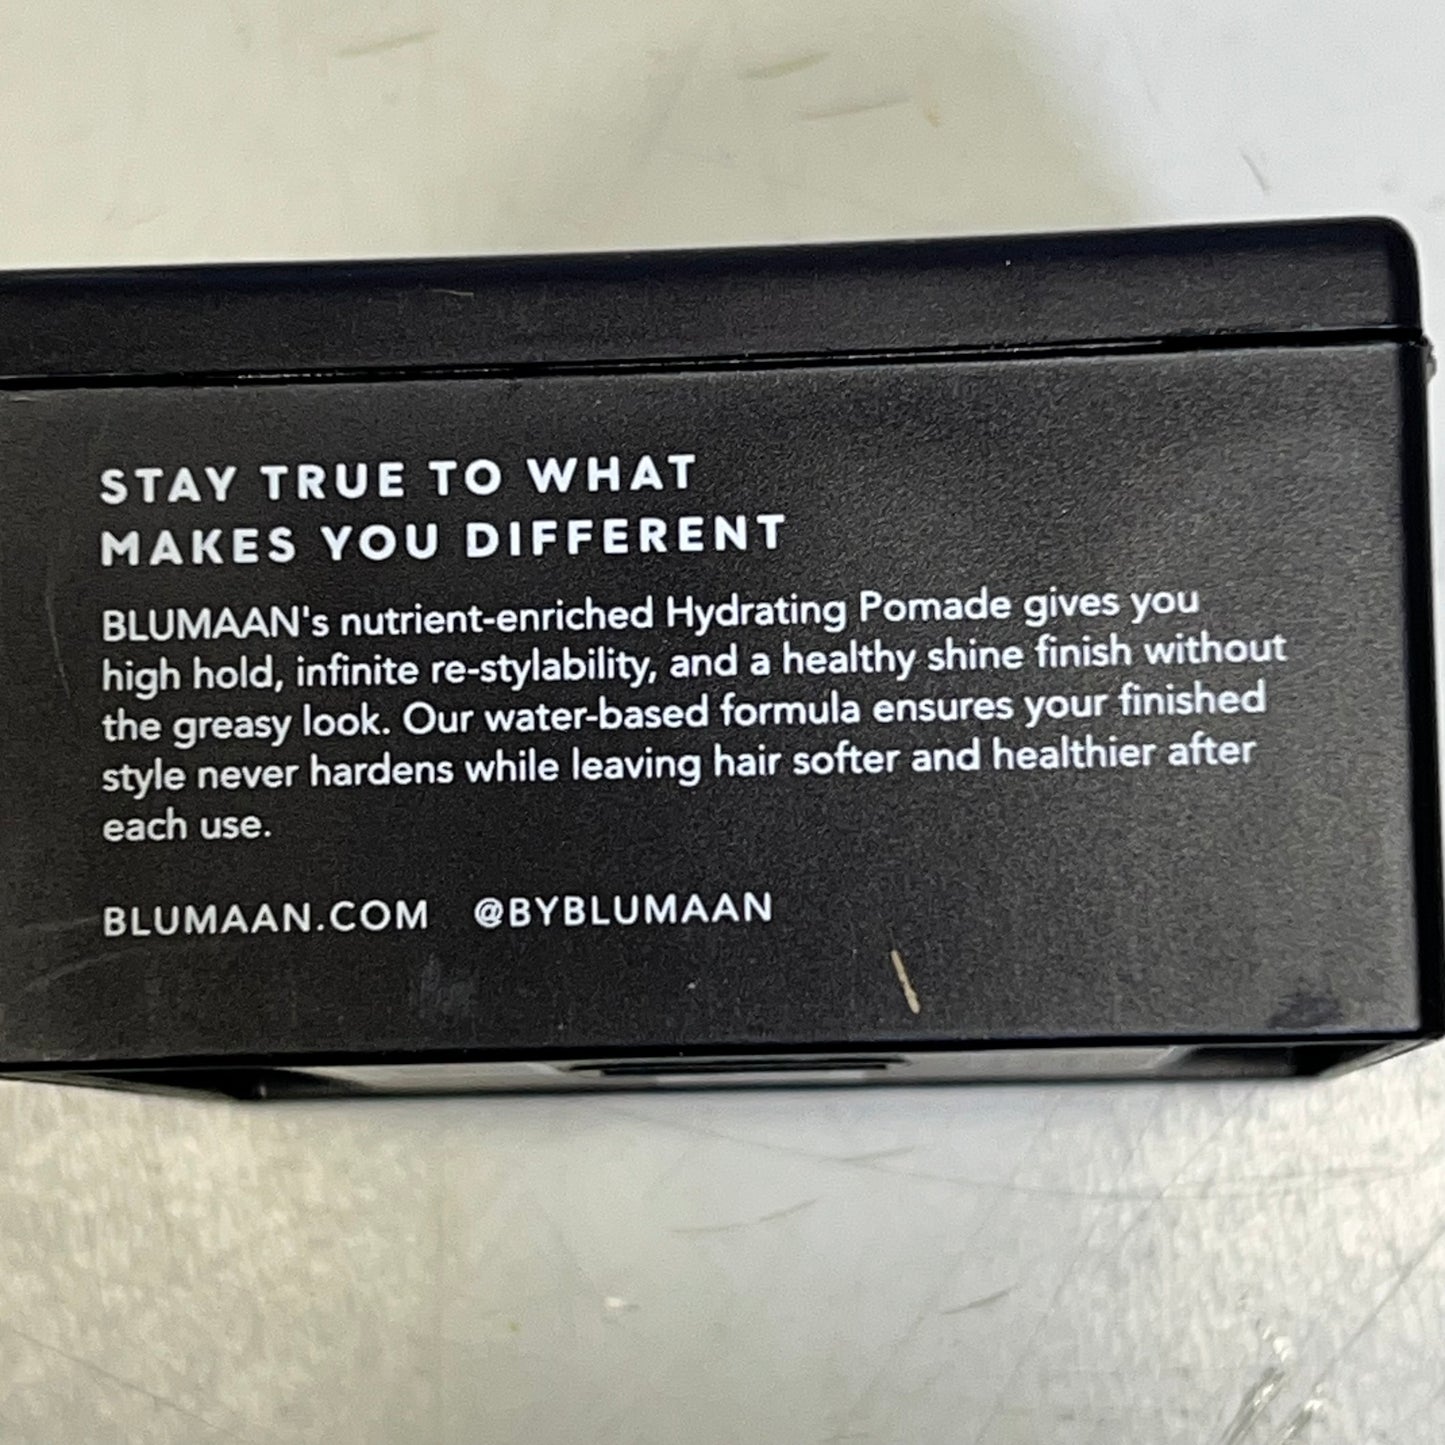 STAY TRUE TO WHAT
MAKES YOU DIFFERENT
BLUMAAN's nutrient-enriched Hydrating Pomade gives you
high hold, infinite re-stylability, and a healthy shine finish without
the greasy look. Our water-based formula ensures your finished
style never hardens while leaving hair softer and healthier after
each use.
BLUMAAN.COM @BYBLUMAAN